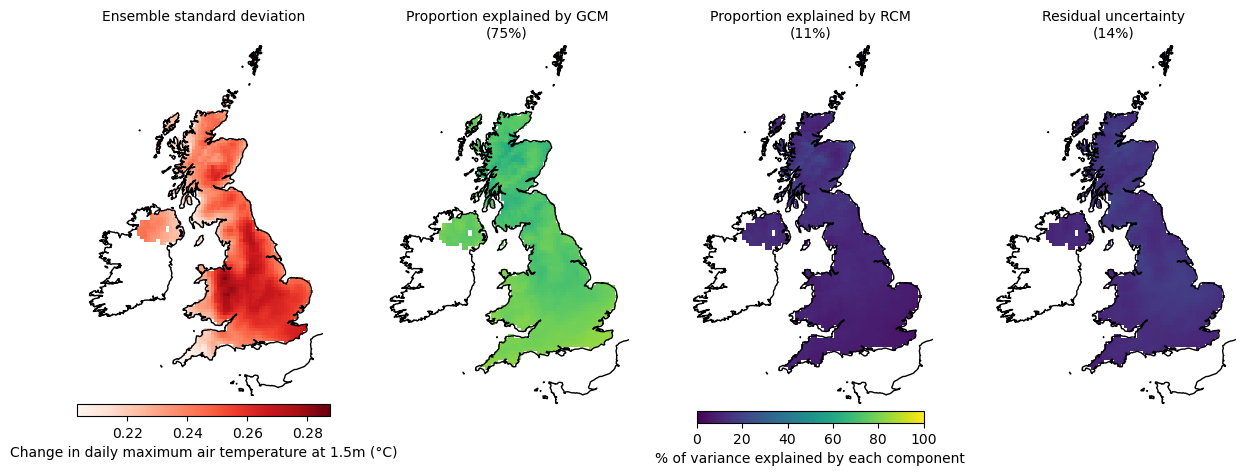 Ensemble standard deviation
Proportion explained by GCM
(75%)
Proportion explained by RCM
(11%)
Residual uncertainty
(14%)
0.22 0.24 0.26 0.28
Change in daily maximum air temperature at 1.5m (°C)
0 20 40 60 80 100
% of variance explained by each component